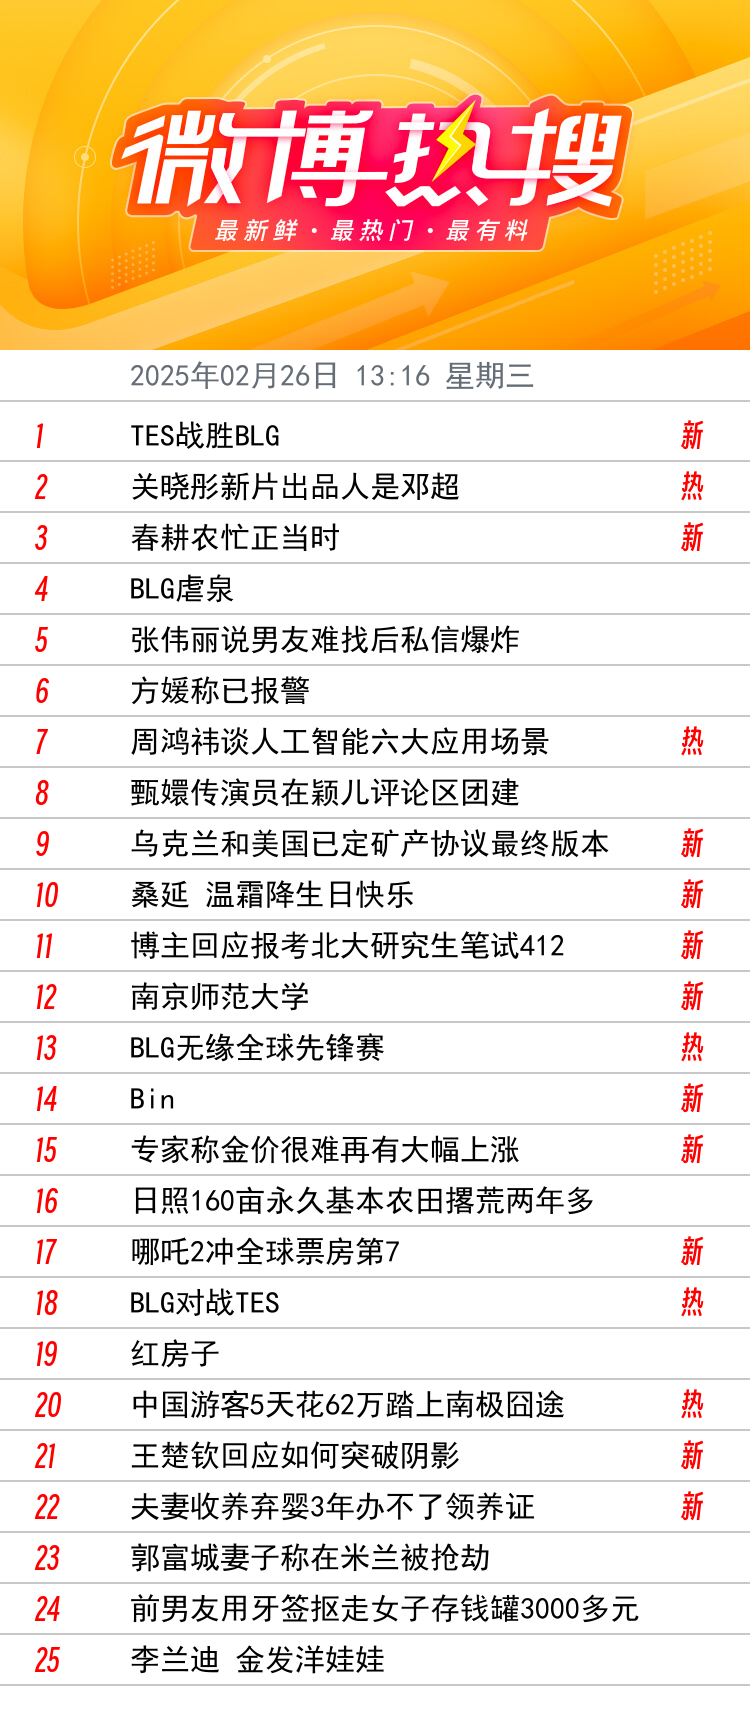 微博热搜
最新鲜·最热门·最有料
2025年02月26日 13:16 星期三
1 TES战胜BLG 新
2 关晓彤新片出品人是邓超 热
3 春耕农忙正当时 新
4 BLG虐泉
5 张伟丽说男友难找后私信爆炸
6 方媛称已报警
7 周鸿祎谈人工智能六大应用场景 热
8 甄嬛传演员在颖儿评论区团建
9 乌克兰和美国已定矿产协议最终版本 新
10 桑延 温霜降生日快乐 新
11 博主回应报考北大研究生笔试412 新
12 南京师范大学 新
13 BLG无缘全球先锋赛 热
14 Bin 新
15 专家称金价很难再有大幅上涨 新
16 日照160亩永久基本农田撂荒两年多
17 哪吒2冲全球票房第7 新
18 BLG对战TES 热
19 红房子
20 中国游客5天花62万踏上南极囧途 热
21 王楚钦回应如何突破阴影 新
22 夫妻收养弃婴3年办不了领养证 新
23 郭富城妻子称在米兰被抢劫
24 前男友用牙签抠走女子存钱罐3000多元
25 李兰迪 金发洋娃娃